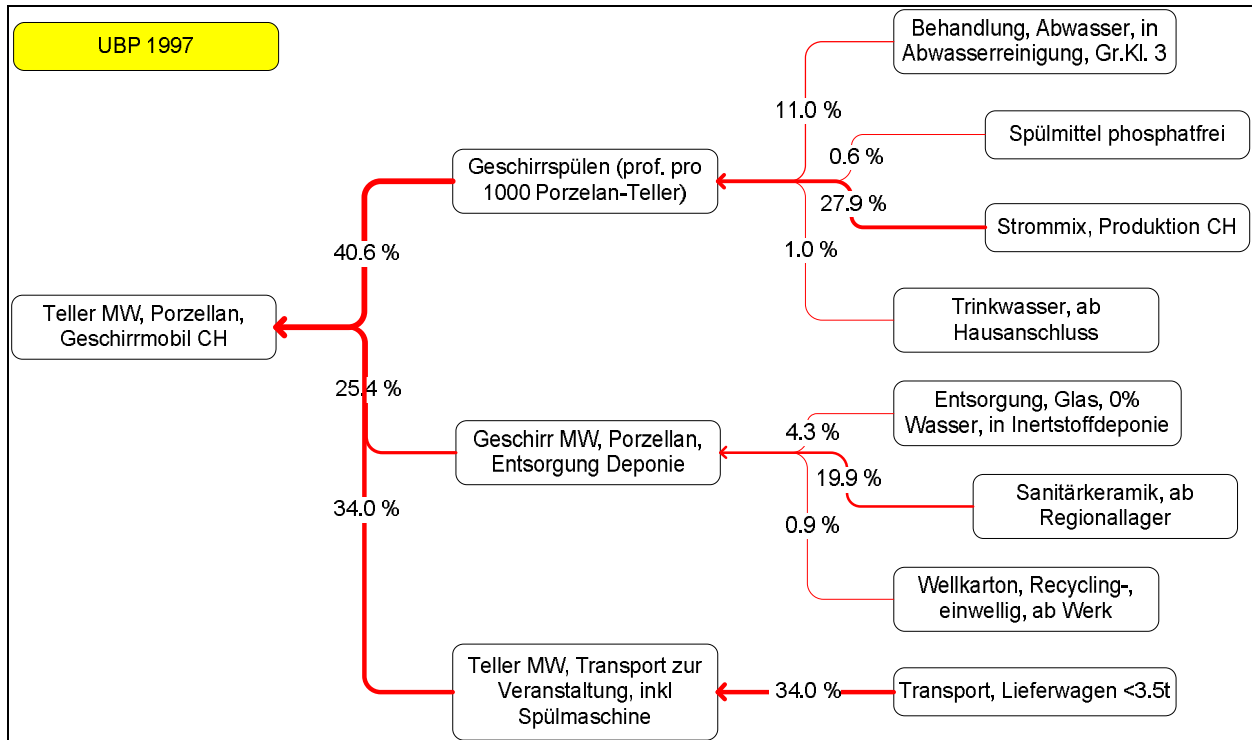 UBP 1997
Behandlung, Abwasser, in
Abwasserreinigung, Gr.Kl. 3
11.0 %
Spülmittel phosphatfrei
0.6 %
Geschirrspülen (prof. pro
1000 Porzelan-Teller)
27.9 %
Strommix, Produktion CH
40.6 %
1.0 %
Trinkwasser, ab
Hausanschluss
Teller MW, Porzellan,
Geschirrmobil CH
25.4 %
Entsorgung, Glas, 0%
Wasser, in Inertstoffdeponie
4.3 %
Geschirr MW, Porzellan,
Entsorgung Deponie
19.9 %
Sanitärkeramik, ab
Regionallager
34.0 %
0.9 %
Wellkarton, Recycling-,
einwellig, ab Werk
Teller MW, Transport zur
Veranstaltung, inkl
Spülmaschine
34.0 %
Transport, Lieferwagen <3.5t